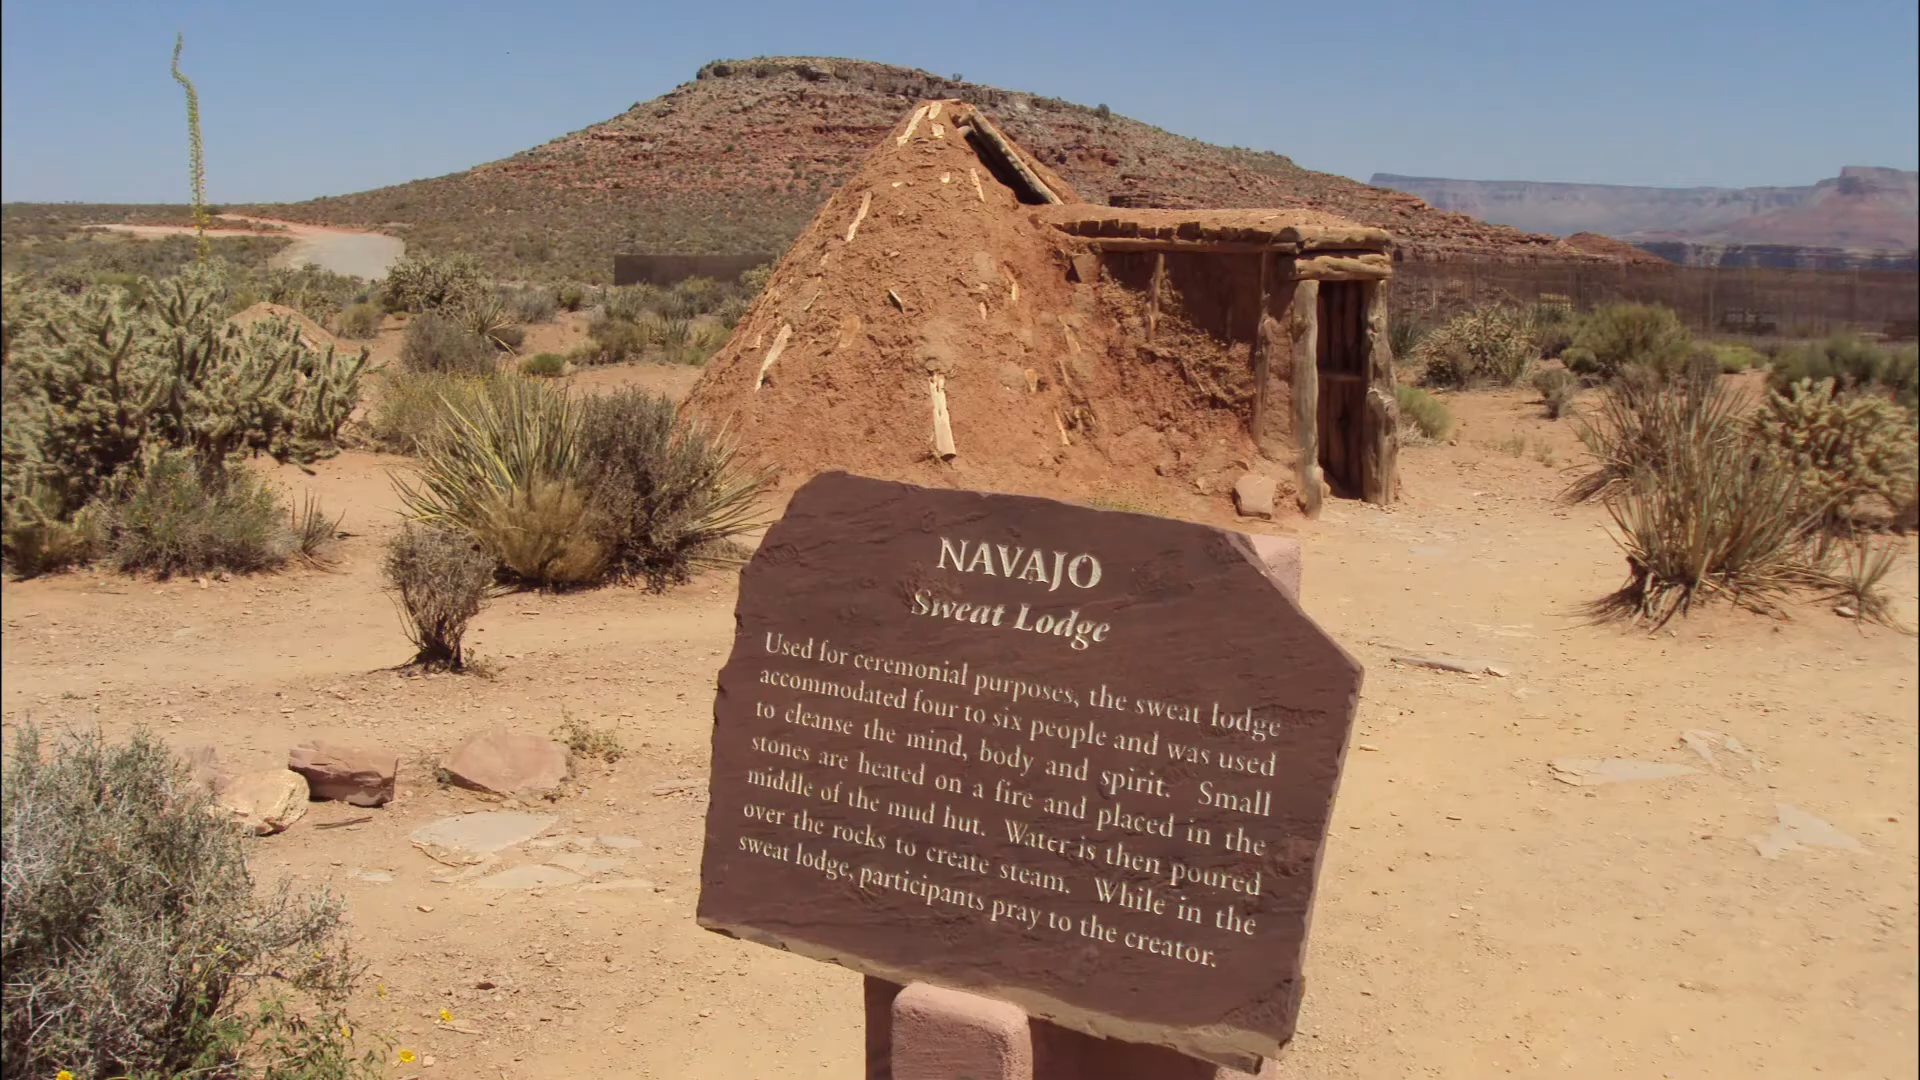 NAVAJO
Sweat Lodge
Used for ceremonial purposes, the sweat lodge
accommodated four to six people and was used
to cleanse the mind, body and spirit. Small
stones are heated on a fire and placed in the
middle of the mud hut. Water is then poured
over the rocks to create steam. While in the
sweat lodge, participants pray to the creator.